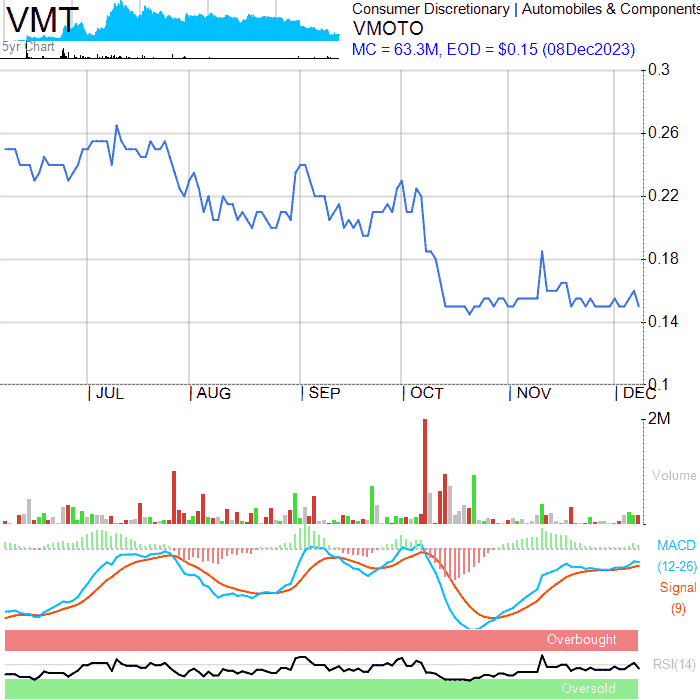 VMT
5yr Chart
Consumer Discretionary | Automobiles & Components
VMOTO
MC = 63.3M, EOD = $0.15 (08Dec2023)
0.3
0.26
0.22
0.18
0.14
0.1
JUL
AUG
SEP
OCT
NOV
DEC
2M
Volume
MACD
(12-26)
Signal
(9)
Overbought
RSI(14)
Oversold